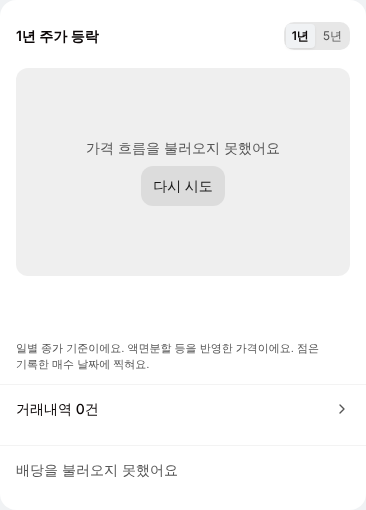 1년 주가 등락
1년 5년
가격 흐름을 불러오지 못했어요
다시 시도
일별 종가 기준이에요. 액면분할 등을 반영한 가격이에요. 점은
기록한 매수 날짜에 찍혀요.
거래내역 0건
배당을 불러오지 못했어요